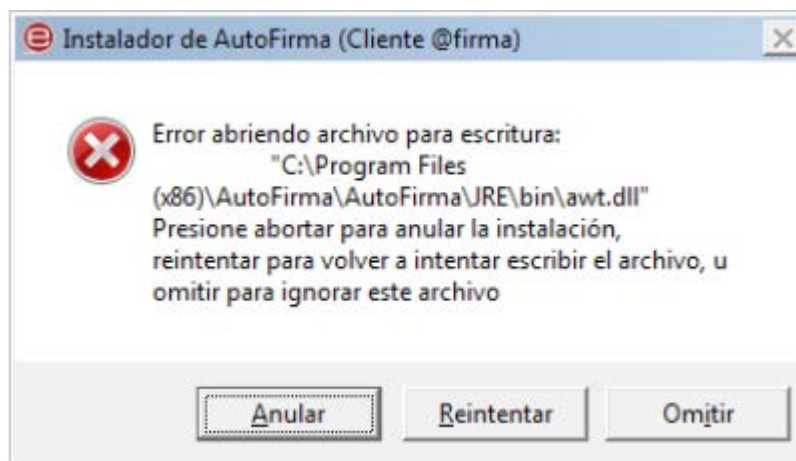 Instalador de AutoFirma (Cliente @firma)
Error abriendo archivo para escritura:
"C:\Program Files
(x86)\AutoFirma\AutoFirma\JRE\bin\awt.dll"
Presione abortar para anular la instalación,
reintentar para volver a intentar escribir el archivo, u
omitir para ignorar este archivo
Anular Reintentar Omitir